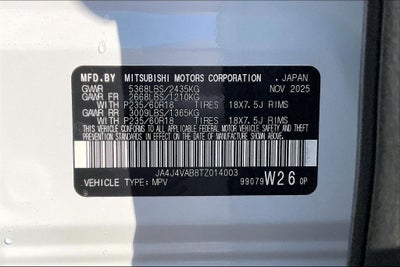 MFD.BY MITSUBISHI MOTORS CORPORATION , JAPAN
GVWR 5368LBS/2435KG NOV 2025
GAWR FR 2668LBS/1210KG
WITH P235/60R18 TIRES 18X7.5J RIMS
GAWR RR 3009LBS/1365KG
WITH P235/60R18 TIRES 18X7.5J RIMS
THIS VEHICLE CONFORMS TO ALL APPLICABLE FEDERAL MOTOR
VEHICLE SAFETY AND THEFT PREVENTION STANDARDS IN
EFFECT ON THE DATE OF MANUFACTURE SHOWN ABOVE.
JA4J4VAB8TZ014003
VEHICLE TYPE: MPV 99079 W26 0P